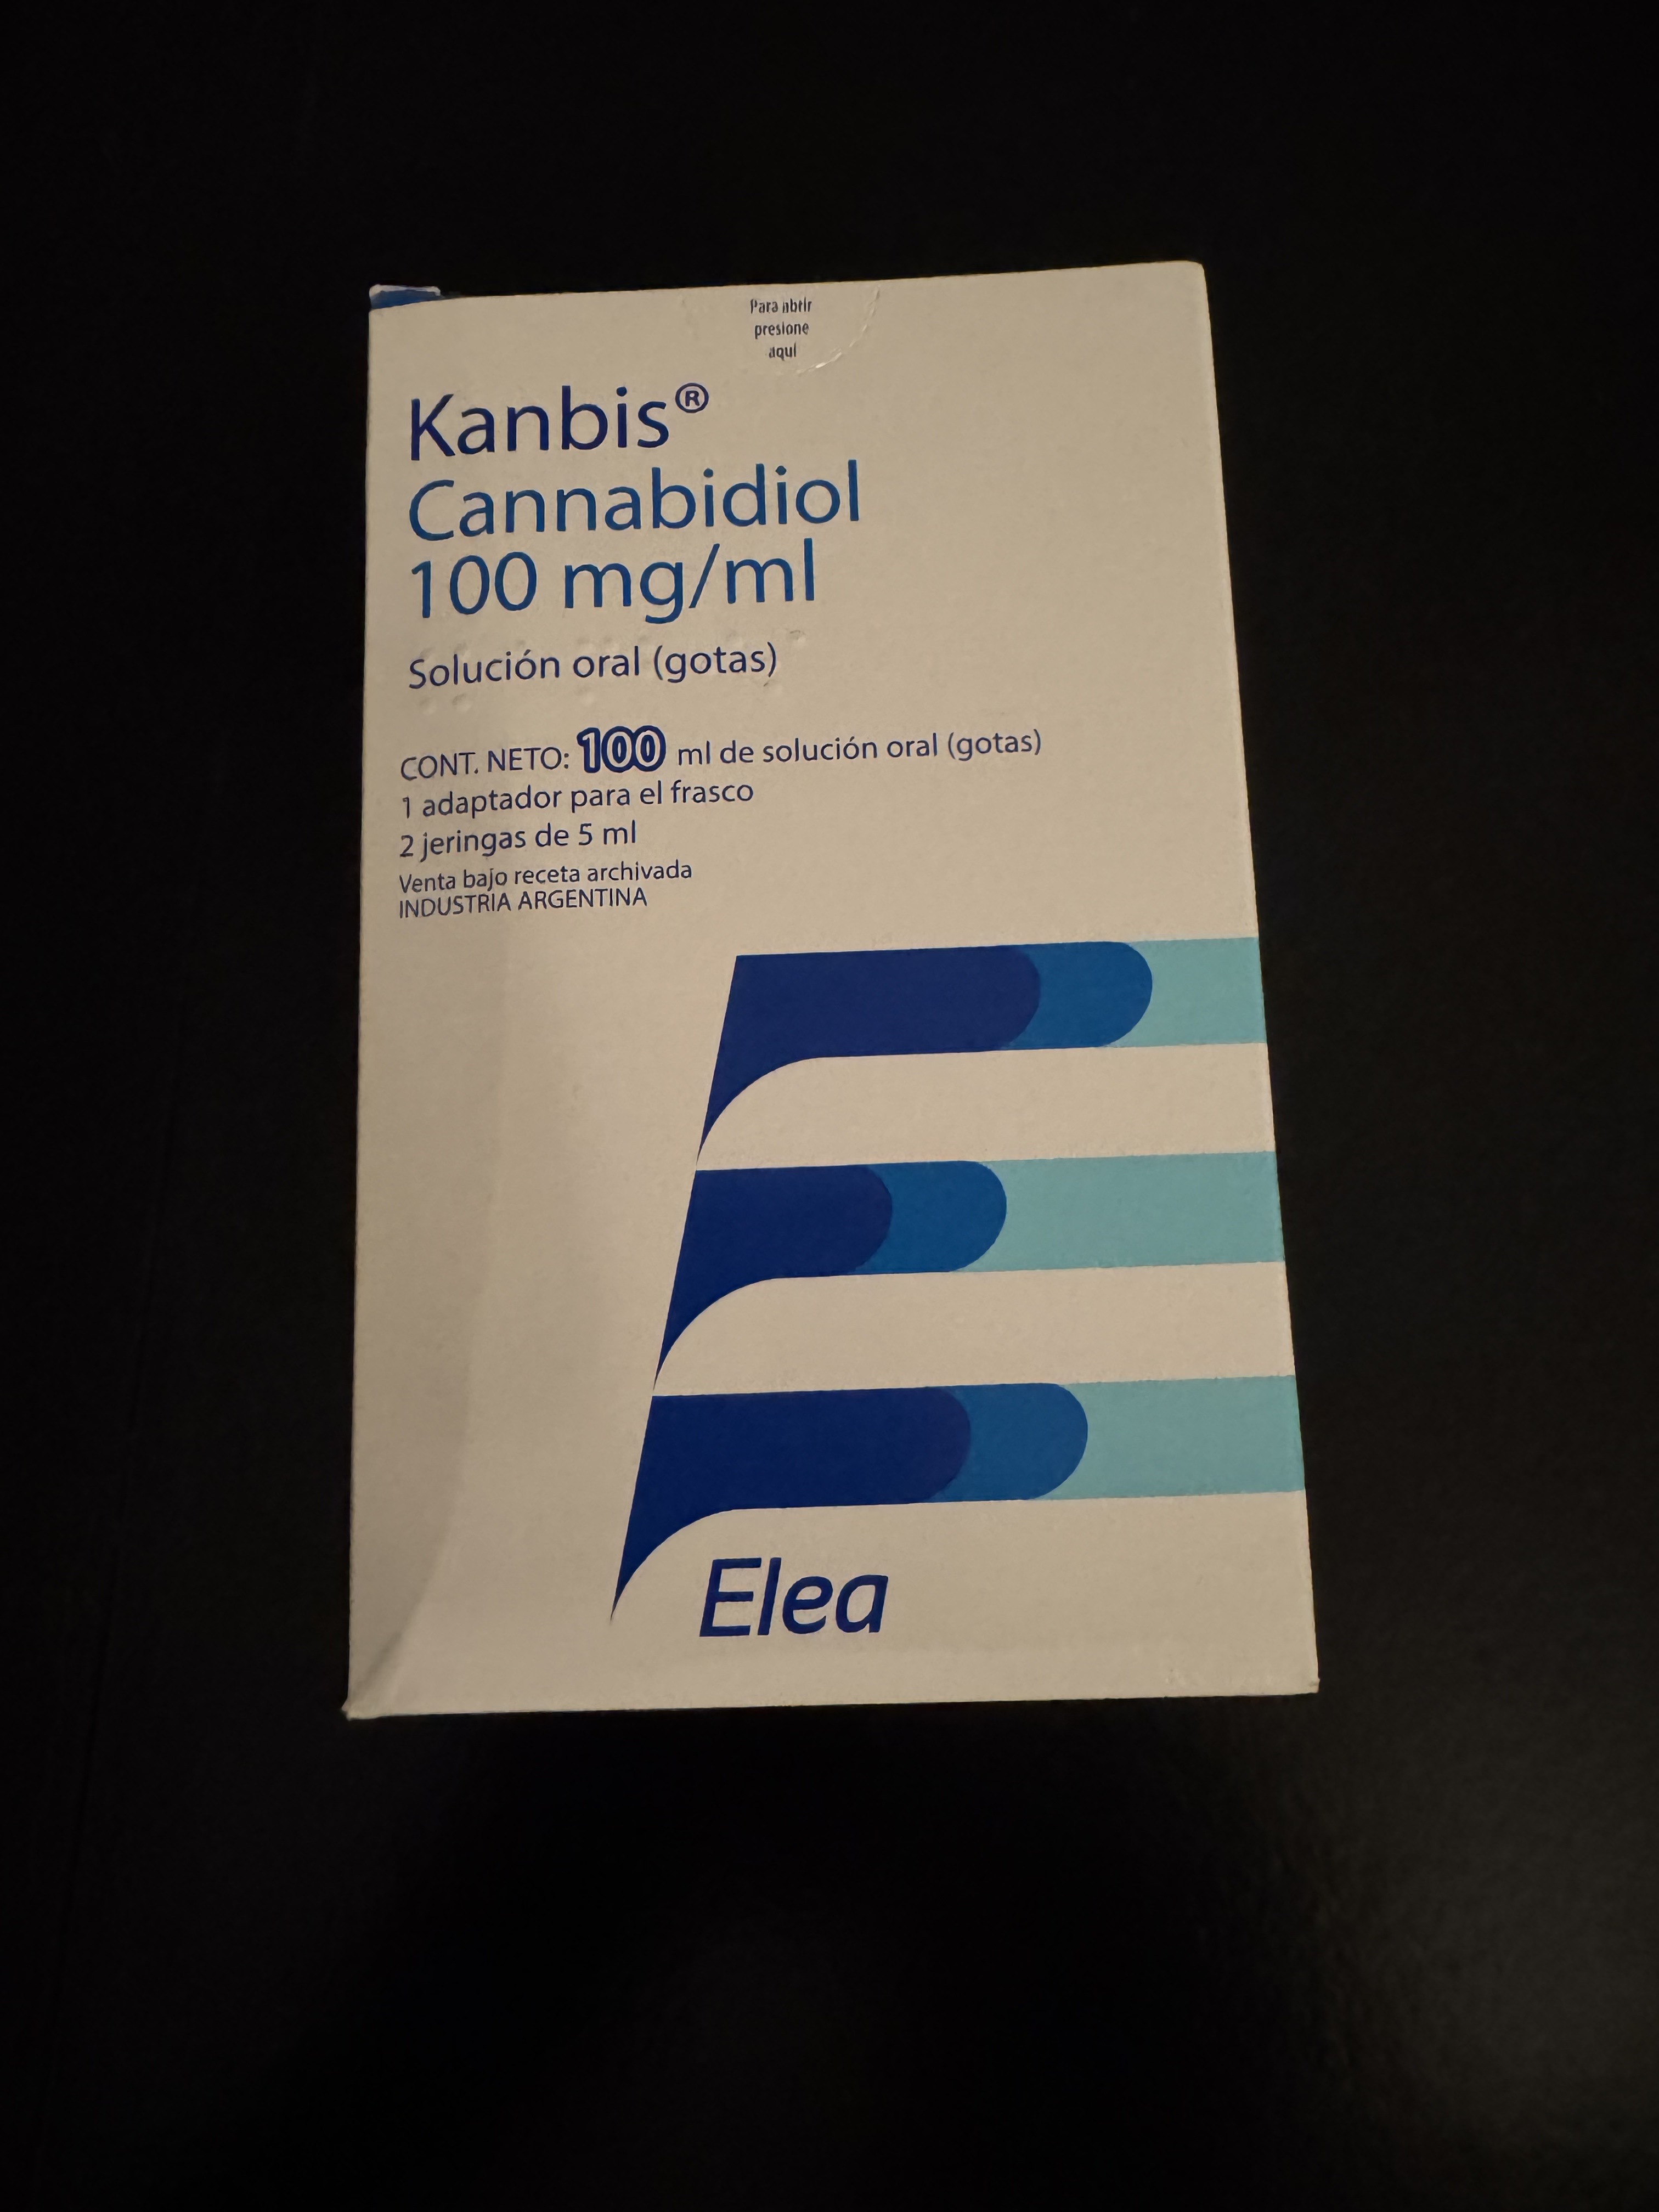 Para abrir
presione
aquí
Kanbis®
Cannabidiol
100 mg/ml
Solución oral (gotas)
CONT. NETO: 100 ml de solución oral (gotas)
1 adaptador para el frasco
2 jeringas de 5 ml
Venta bajo receta archivada
INDUSTRIA ARGENTINA
Elea